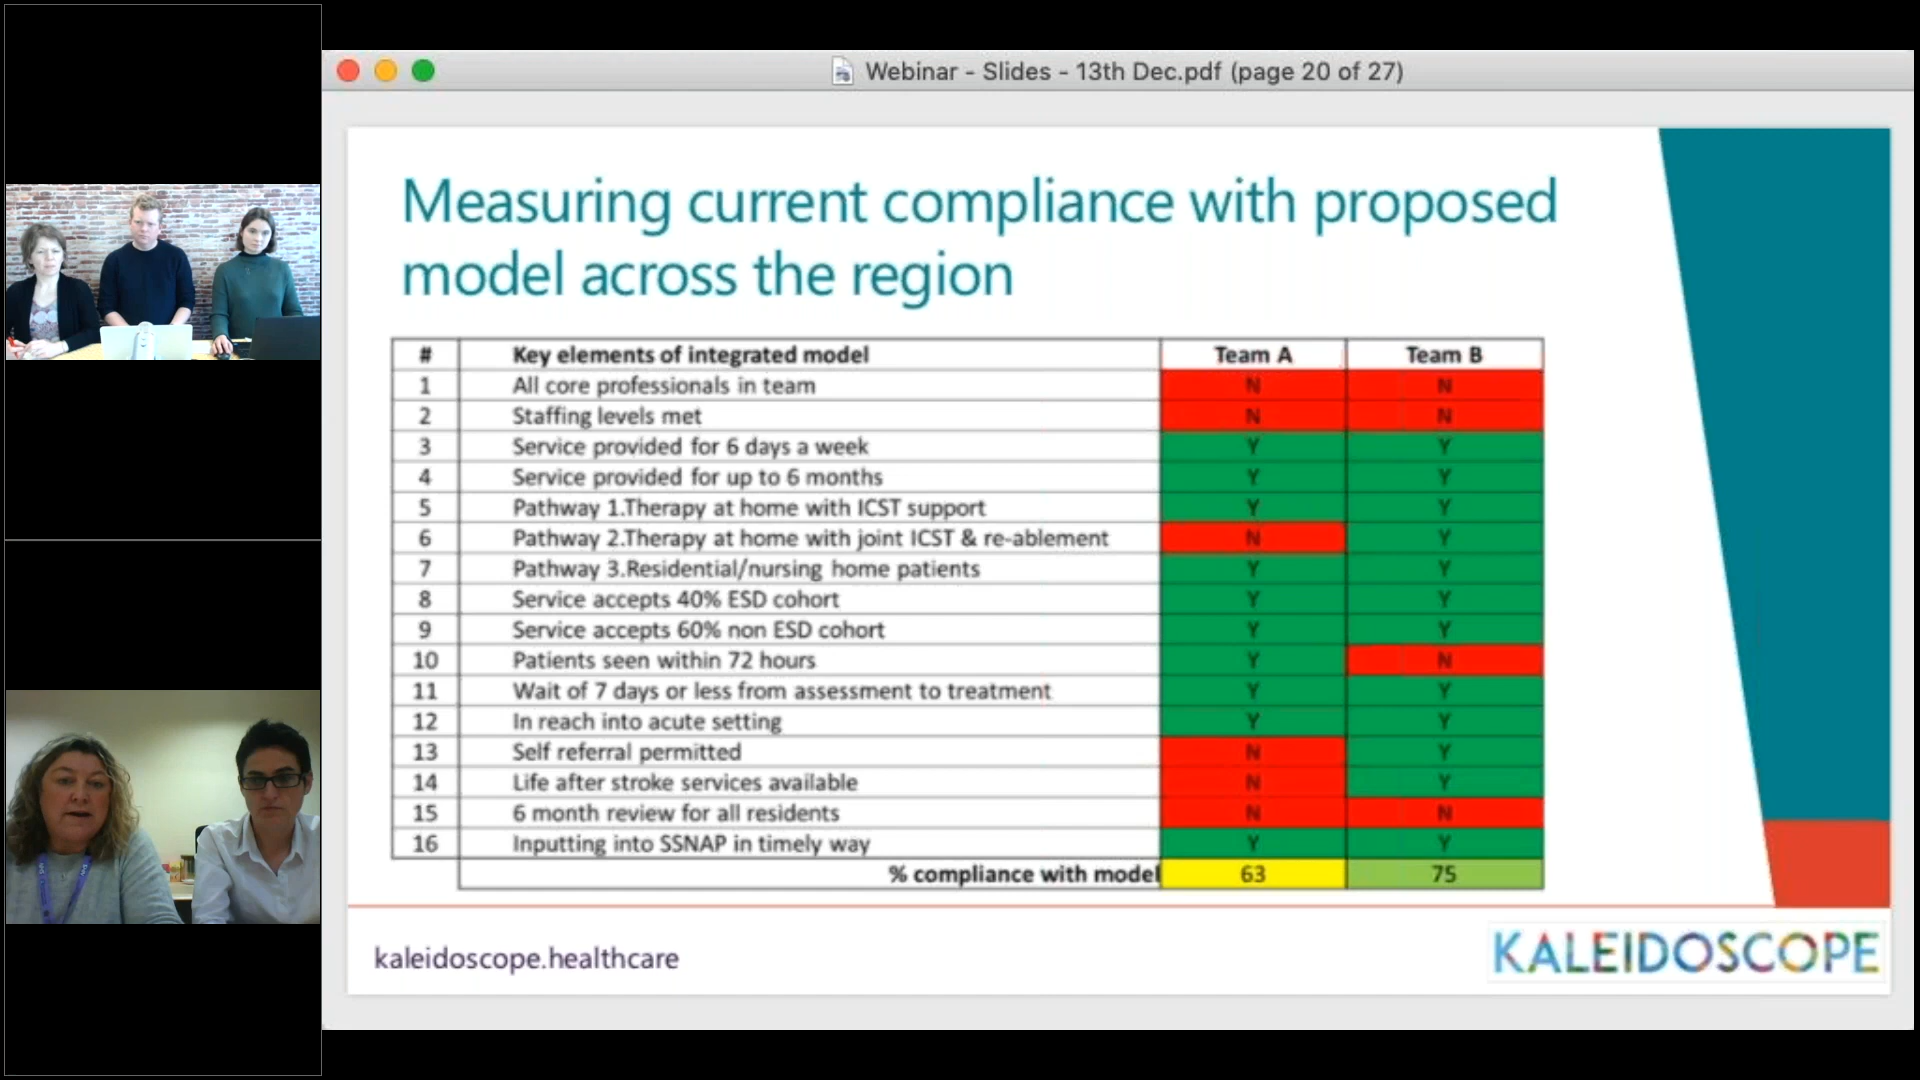 Webinar - Slides - 13th Dec.pdf (page 20 of 27)
Measuring current compliance with proposed
model across the region
# Key elements of integrated model Team A Team B
1 All core professionals in team N N
2 Staffing levels met N N
3 Service provided for 6 days a week Y Y
4 Service provided for up to 6 months Y Y
5 Pathway 1.Therapy at home with ICST support Y Y
6 Pathway 2.Therapy at home with joint ICST & re-ablement N Y
7 Pathway 3.Residential/nursing home patients Y Y
8 Service accepts 40% ESD cohort Y Y
9 Service accepts 60% non ESD cohort Y Y
10 Patients seen within 72 hours Y N
11 Wait of 7 days or less from assessment to treatment Y Y
12 In reach into acute setting Y Y
13 Self referral permitted N Y
14 Life after stroke services available N Y
15 6 month review for all residents N N
16 Inputting into SSNAP in timely way Y Y
% compliance with model 63 75
kaleidoscope.healthcare
KALEIDOSCOPE